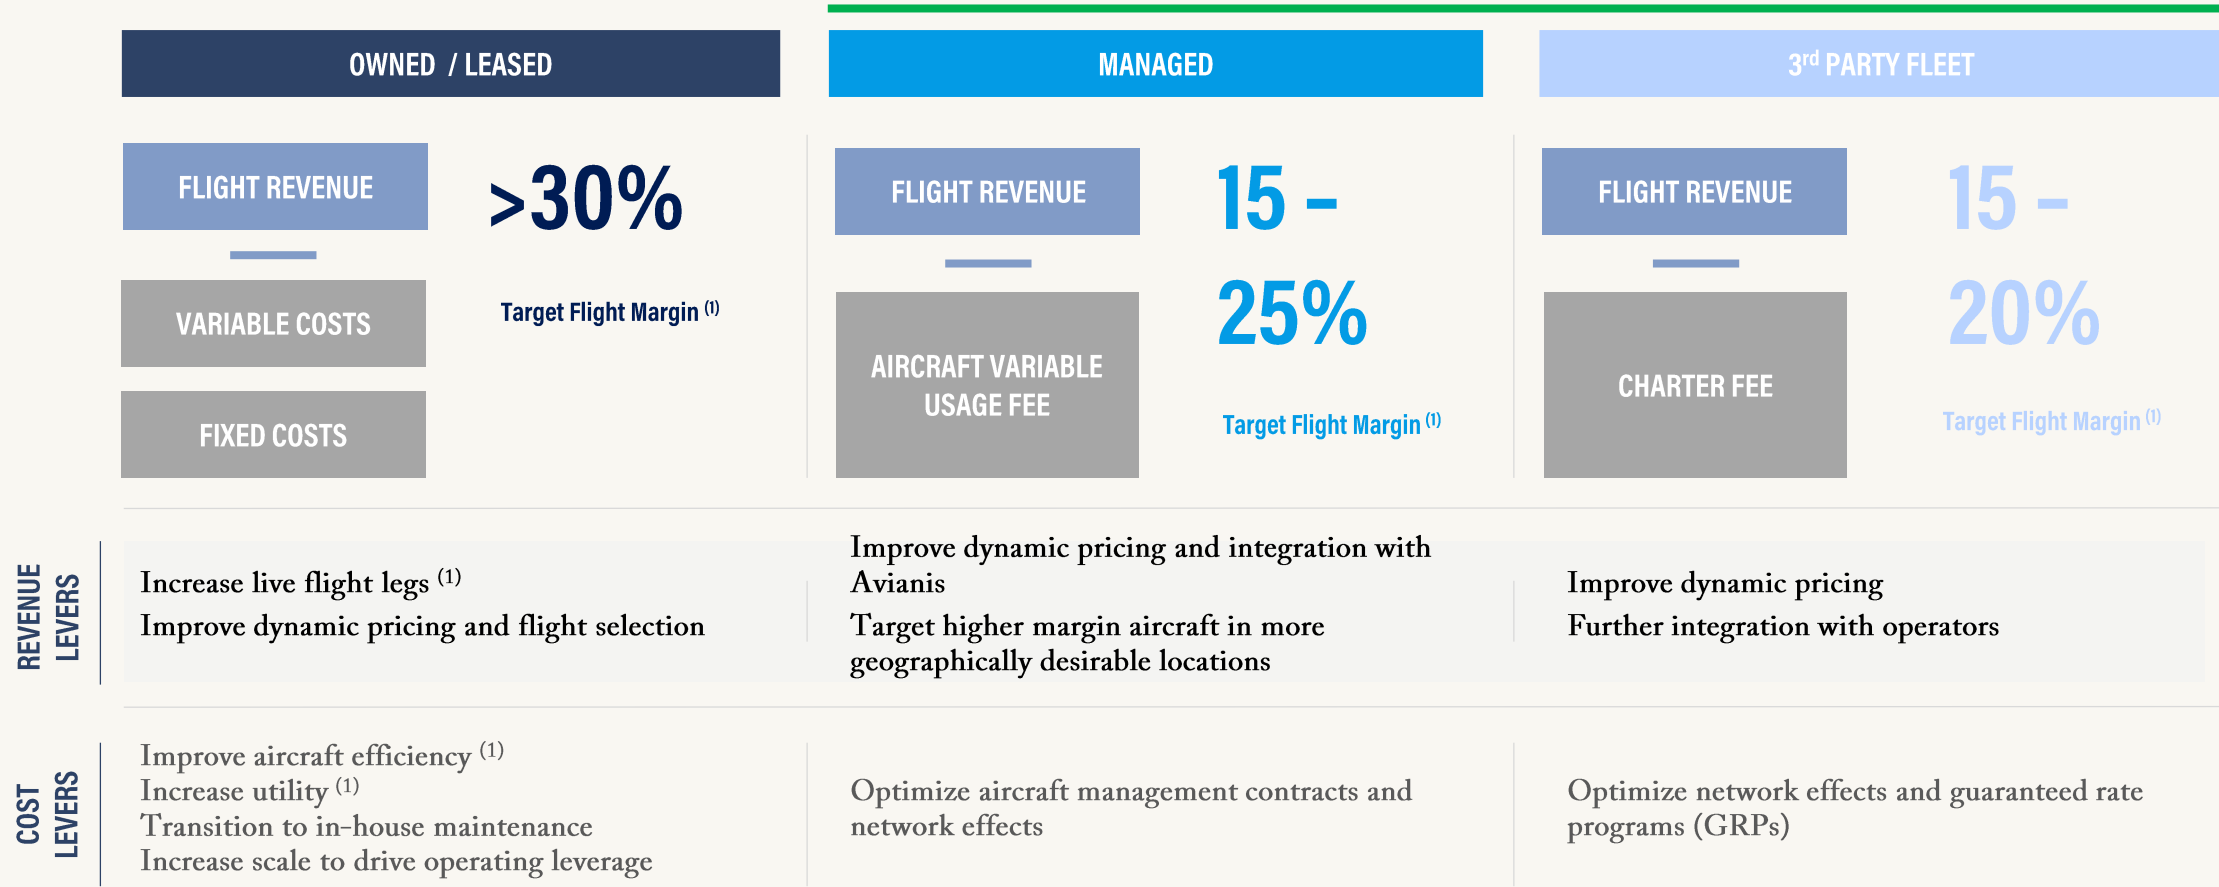 OWNED / LEASED
MANAGED
3rd PARTY FLEET
FLIGHT REVENUE
>30%
VARIABLE COSTS
Target Flight Margin (1)
FIXED COSTS
FLIGHT REVENUE
15 –
25%
AIRCRAFT VARIABLE
USAGE FEE
Target Flight Margin (1)
FLIGHT REVENUE
15 –
20%
CHARTER FEE
Target Flight Margin (1)
REVENUE
LEVERS
Increase live flight legs (1)
Improve dynamic pricing and flight selection
Improve dynamic pricing and integration with
Avianis
Target higher margin aircraft in more
geographically desirable locations
Improve dynamic pricing
Further integration with operators
COST
LEVERS
Improve aircraft efficiency (1)
Increase utility (1)
Transition to in-house maintenance
Increase scale to drive operating leverage
Optimize aircraft management contracts and
network effects
Optimize network effects and guaranteed rate
programs (GRPs)